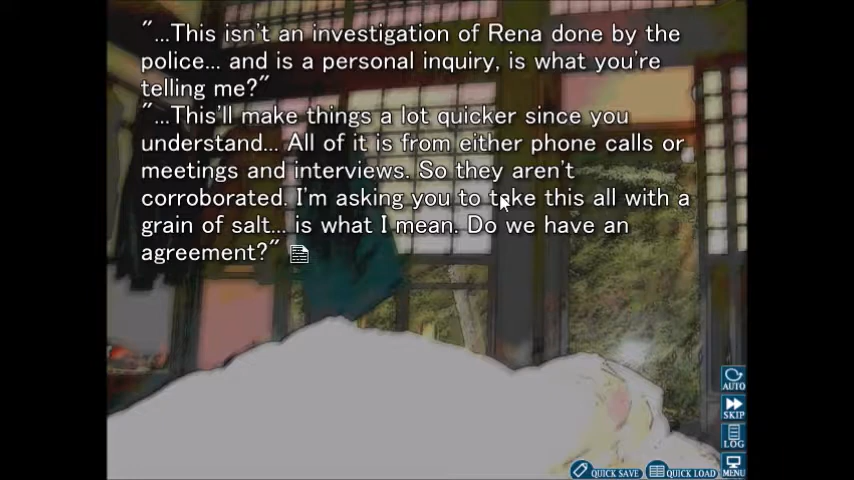 "...This isn't an investigation of Rena done by the
police... and is a personal inquiry, is what you're
telling me?"
"...This'll make things a lot quicker since you
understand... All of it is from either phone calls or
meetings and interviews. So they aren't
corroborated. I'm asking you to take this all with a
grain of salt... is what I mean. Do we have an
agreement?"
AUTO
SKIP
LOG
MENU
QUICK SAVE
QUICK LOAD